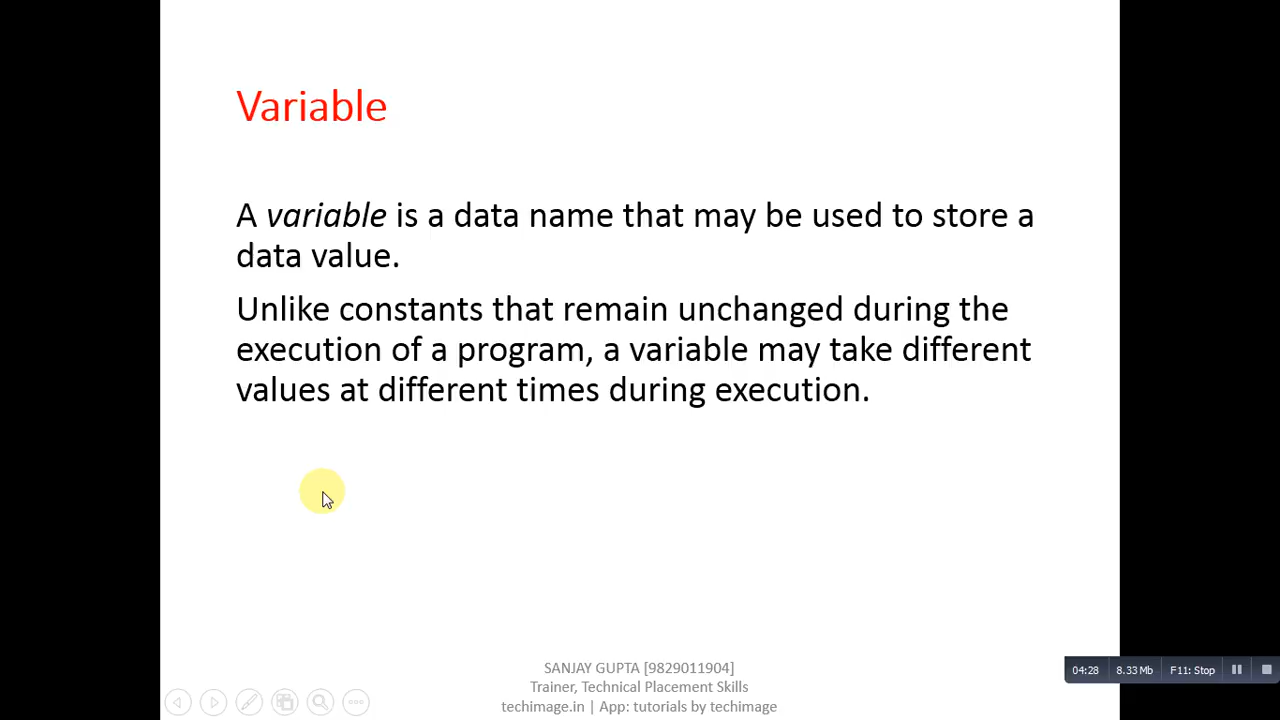 Variable
A variable is a data name that may be used to store a
data value.
Unlike constants that remain unchanged during the
execution of a program, a variable may take different
values at different times during execution.
SANJAY GUPTA [9829011904]
Trainer, Technical Placement Skills
techimage.in | App: tutorials by techimage
04:28 8.33 Mb F11: Stop